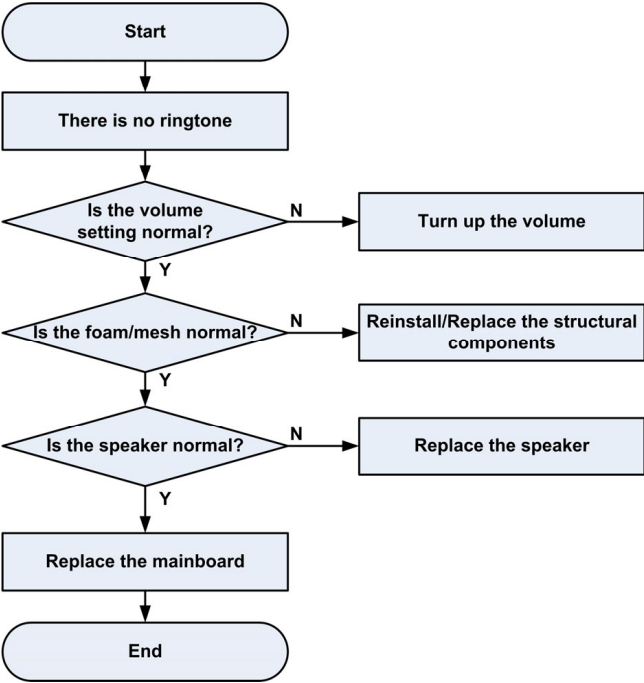 Start
There is no ringtone
Is the volume
setting normal?
N
Turn up the volume
Y
Is the foam/mesh normal?
N
Reinstall/Replace the structural
components
Y
Is the speaker normal?
N
Replace the speaker
Y
Replace the mainboard
End